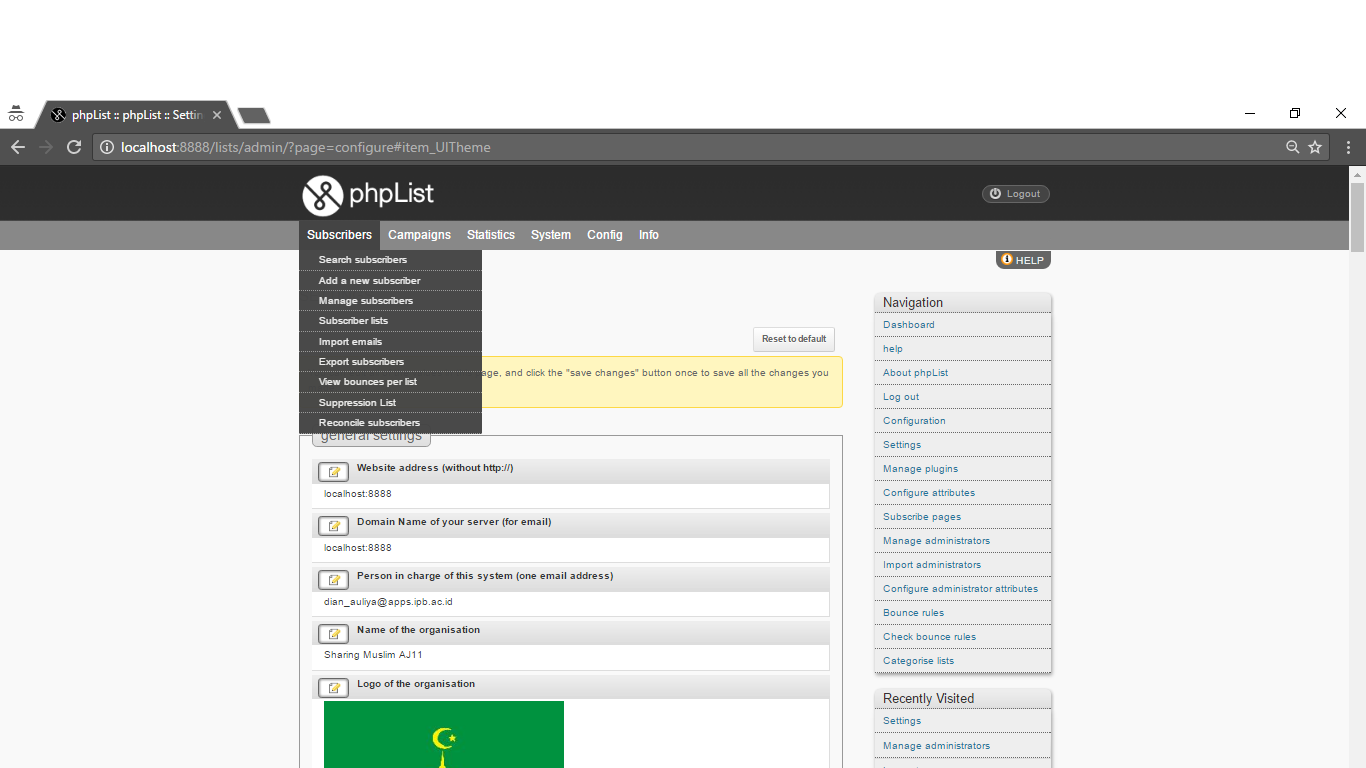 phpList :: phpList :: Settin
localhost:8888/lists/admin/?page=configure#item_UITheme
phpList
Logout
Subscribers Campaigns Statistics System Config Info
Search subscribers
Add a new subscriber
Manage subscribers
Subscriber lists
Import emails
Export subscribers
View bounces per list
Suppression List
Reconcile subscribers
HELP
Reset to default
age, and click the "save changes" button once to save all the changes you
general settings
Website address (without http://)
localhost:8888
Domain Name of your server (for email)
localhost:8888
Person in charge of this system (one email address)
dian_auliya@apps.ipb.ac.id
Name of the organisation
Sharing Muslim AJ11
Logo of the organisation
Navigation
Dashboard
help
About phpList
Log out
Configuration
Settings
Manage plugins
Configure attributes
Subscribe pages
Manage administrators
Import administrators
Configure administrator attributes
Bounce rules
Check bounce rules
Categorise lists
Recently Visited
Settings
Manage administrators